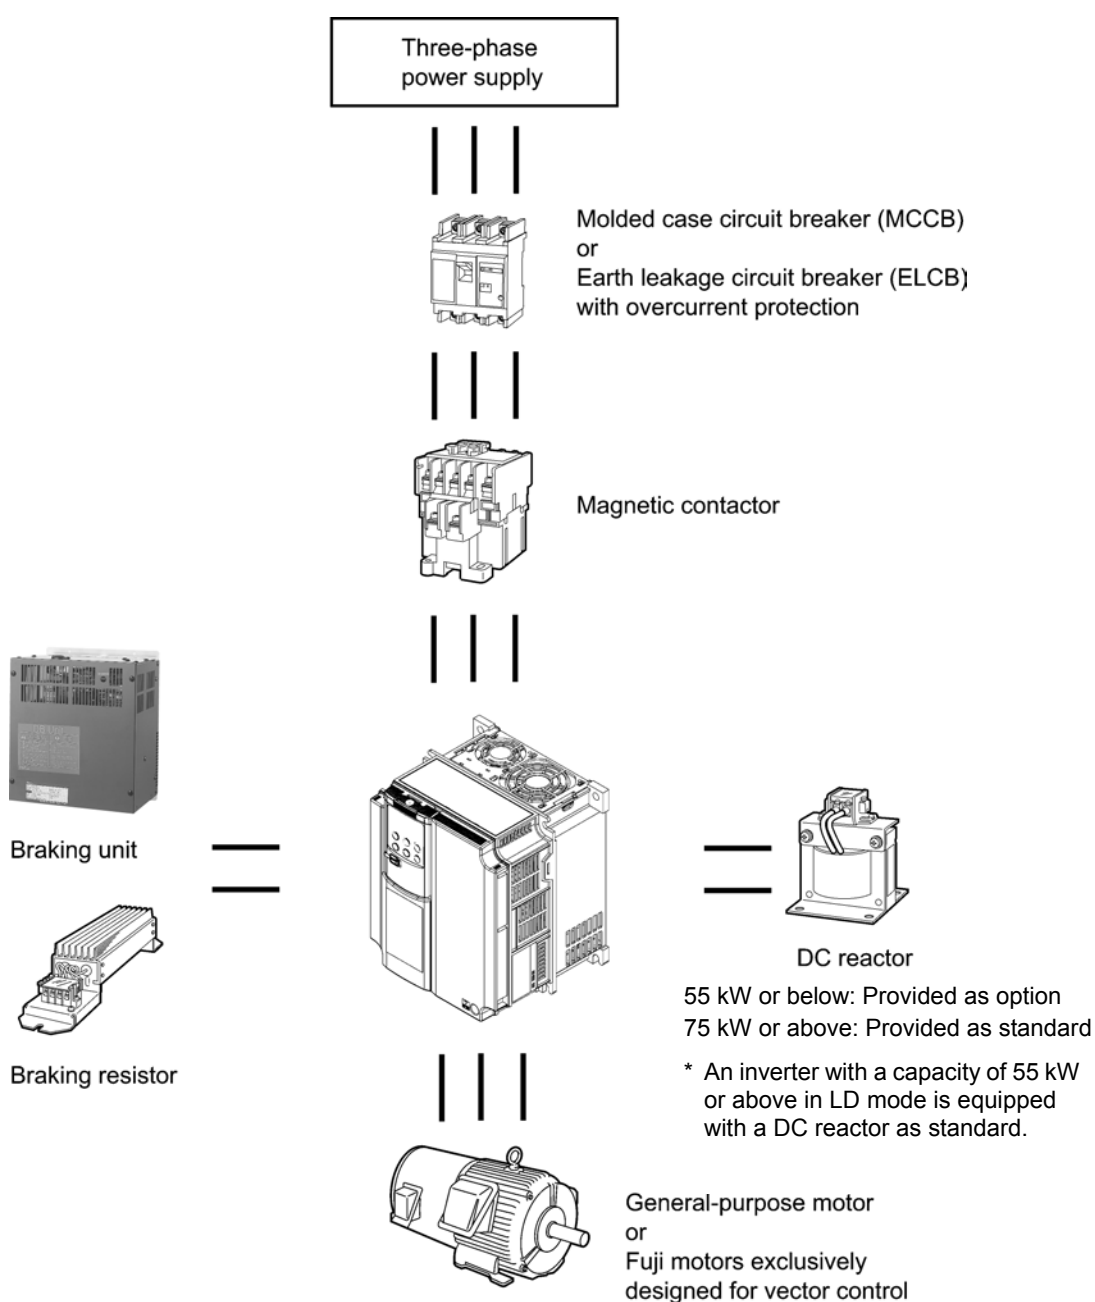 Three-phase
power supply
Molded case circuit breaker (MCCB)
or
Earth leakage circuit breaker (ELCB)
with overcurrent protection
Magnetic contactor
Braking unit
DC reactor
55 kW or below: Provided as option
75 kW or above: Provided as standard
* An inverter with a capacity of 55 kW
or above in LD mode is equipped
with a DC reactor as standard.
Braking resistor
General-purpose motor
or
Fuji motors exclusively
designed for vector control